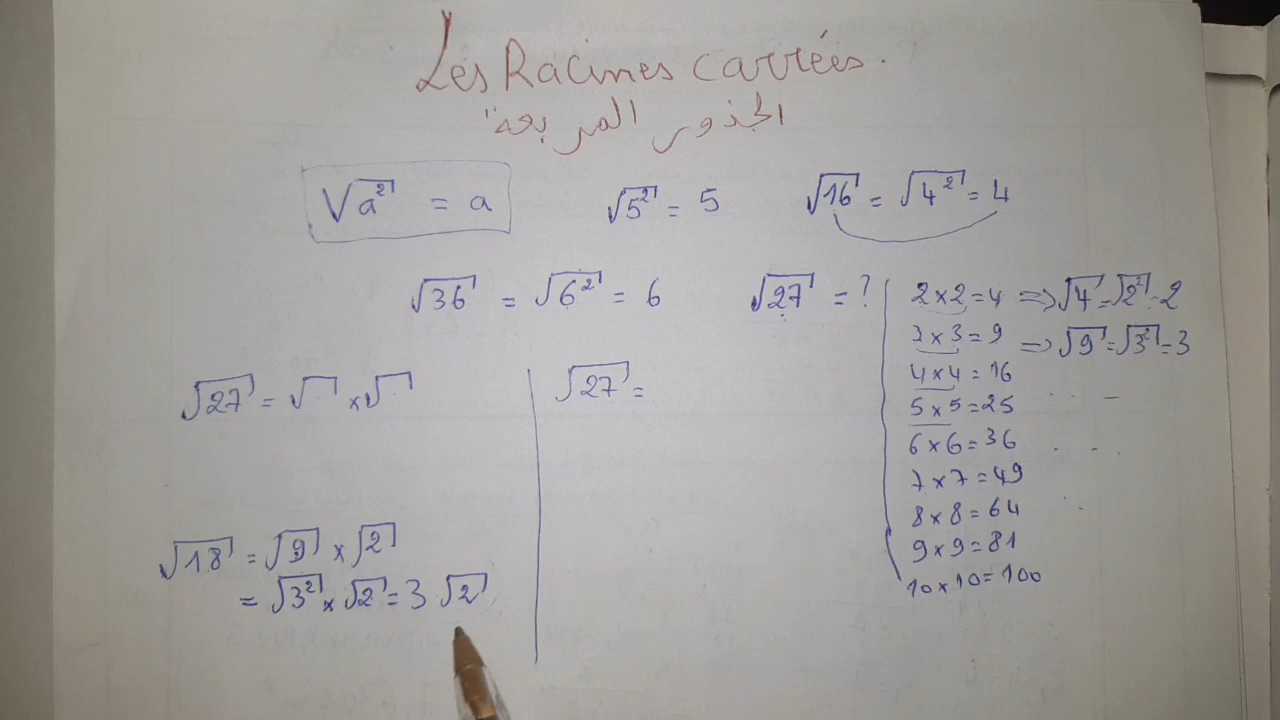 Les Racines carrées.
الجذور المربعة
√a² = a
√5² = 5
√16 = √4² = 4
√36 = √6² = 6
√27 = ?
2 × 2 = 4 => √4 = √2² = 2
3 × 3 = 9 => √9 = √3² = 3
4 × 4 = 16
5 × 5 = 25
6 × 6 = 36
7 × 7 = 49
8 × 8 = 64
9 × 9 = 81
10 × 10 = 100
√27 = √ × √
√27 =
√18 = √9 × √2
= √3² × √2 = 3 √2